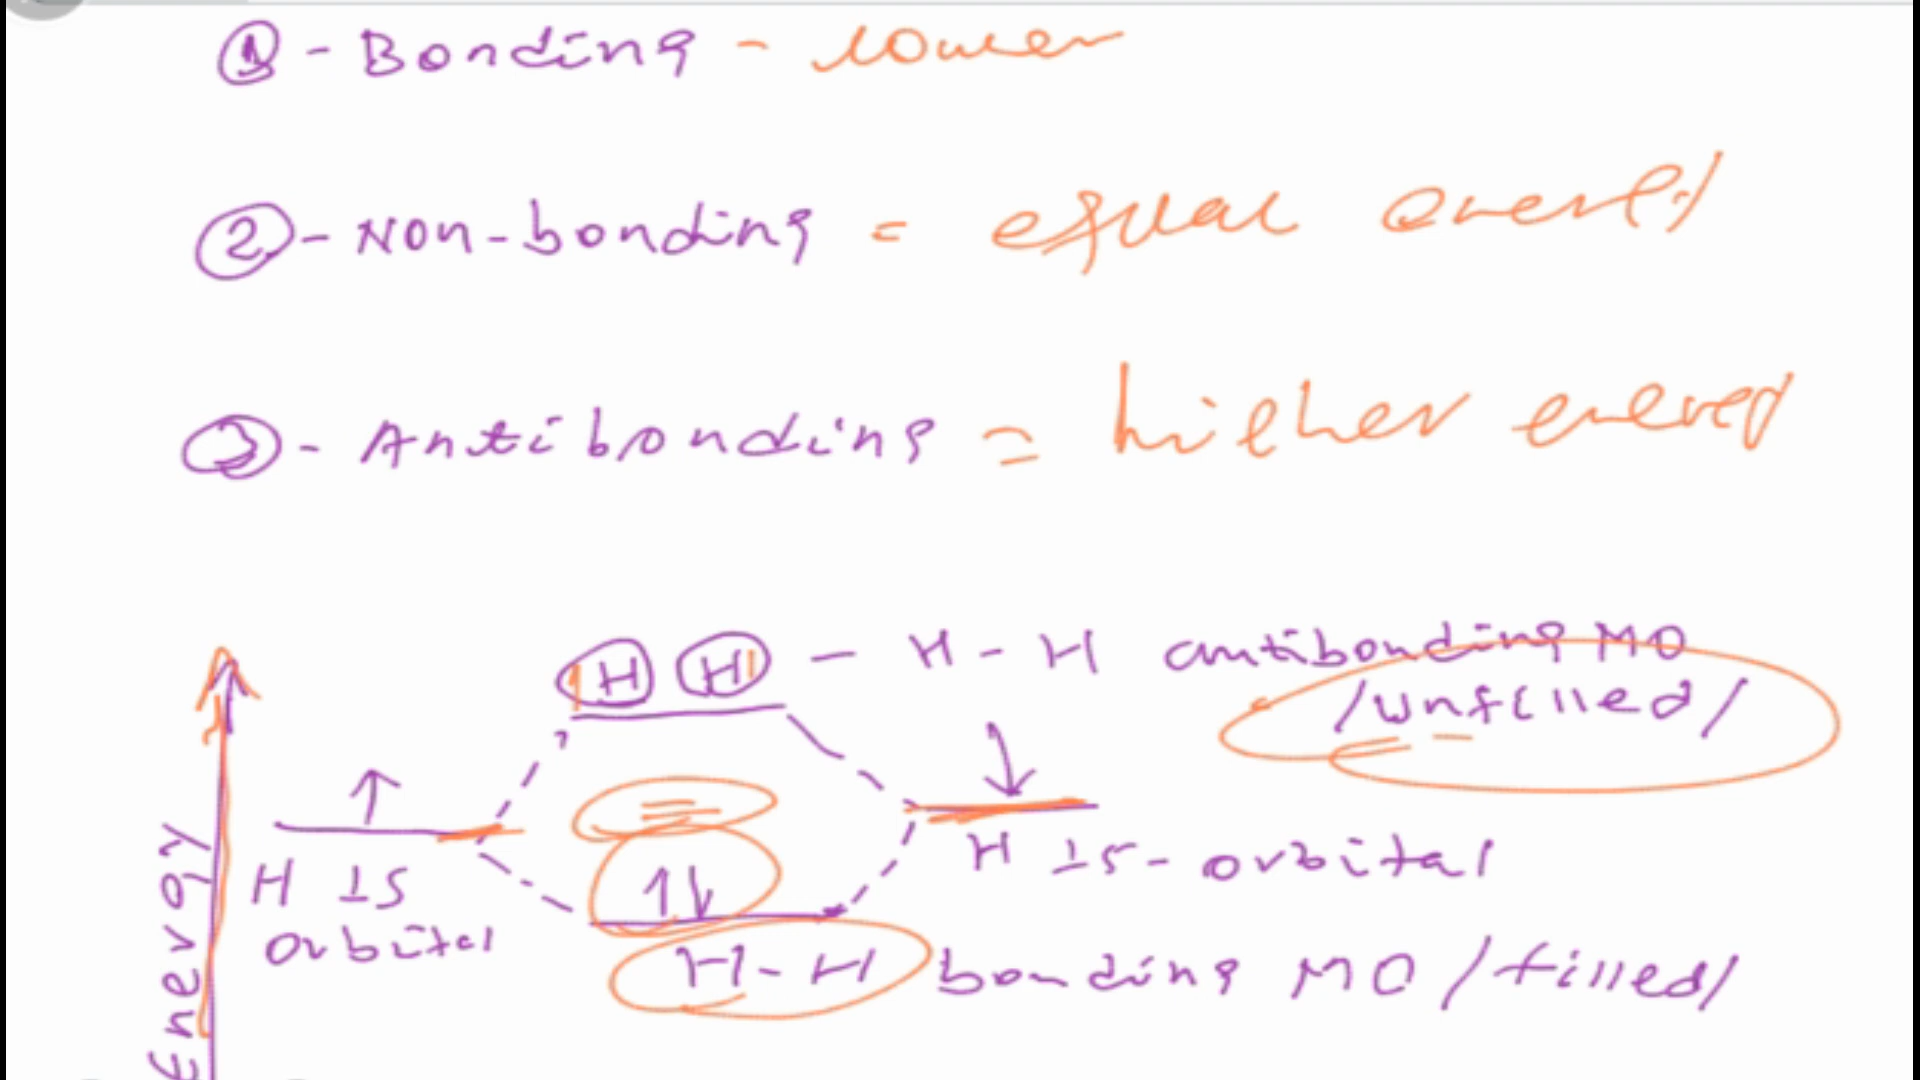 ① - Bonding - lower
② - Non-bonding = equal energy
③ - Antibonding = higher energy
H H - H - H antibonding MO
/unfilled/
H 1S
orbital
H 1S - orbital
H - H bonding MO /filled/
Energy